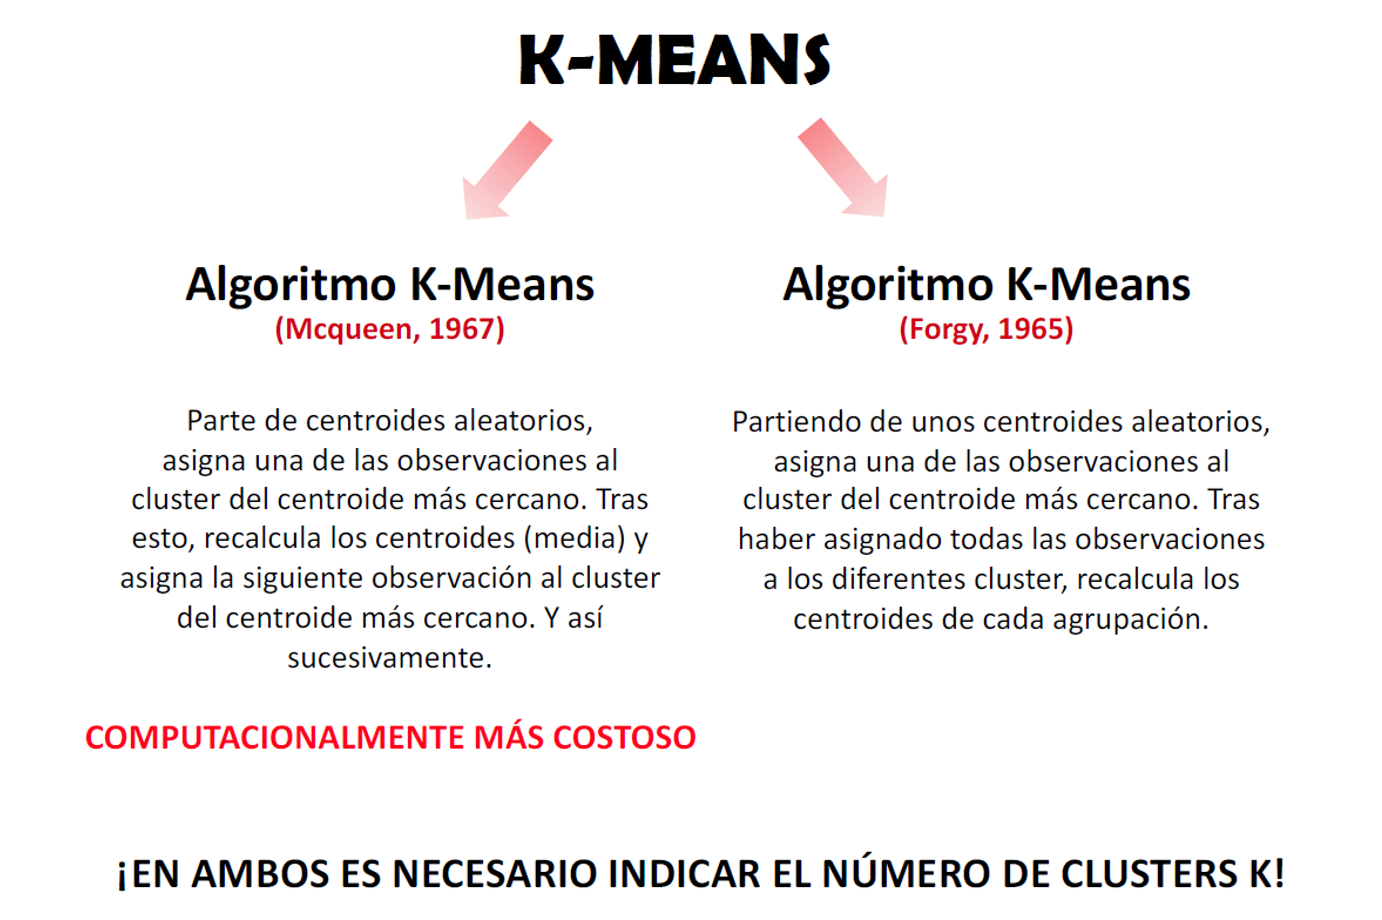 K-MEANS
Algoritmo K-Means
(Mcqueen, 1967)
Parte de centroides aleatorios,
asigna una de las observaciones al
cluster del centroide más cercano. Tras
esto, recalcula los centroides (media) y
asigna la siguiente observación al cluster
del centroide más cercano. Y así
sucesivamente.
COMPUTACIONALMENTE MÁS COSTOSO
Algoritmo K-Means
(Forgy, 1965)
Partiendo de unos centroides aleatorios,
asigna una de las observaciones al
cluster del centroide más cercano. Tras
haber asignado todas las observaciones
a los diferentes cluster, recalcula los
centroides de cada agrupación.
¡EN AMBOS ES NECESARIO INDICAR EL NÚMERO DE CLUSTERS K!